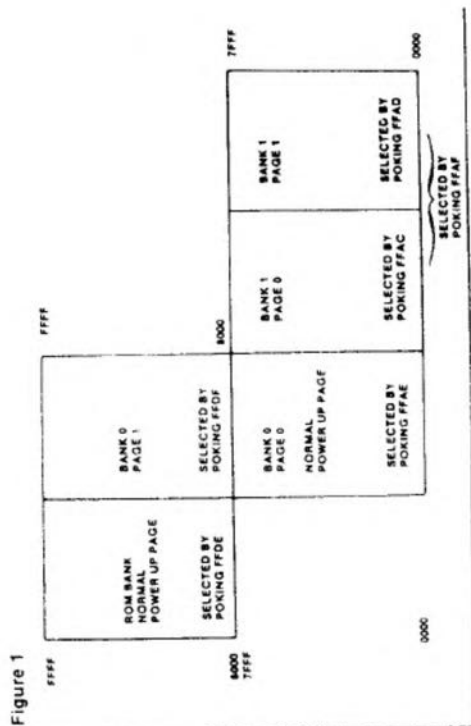 Figure 1
FFFF
FFFF
ROM BANK
NORMAL
POWER UP PAGE
SELECTED BY
POKING FFDE
BANK 0
PAGE 1
SELECTED BY
POKING FFDF
8000
7FFF
8000
7FFF
BANK 0
PAGE 0
NORMAL
POWER UP PAGE
SELECTED BY
POKING FFAE
BANK 1
PAGE 0
SELECTED BY
POKING FFAC
BANK 1
PAGE 1
SELECTED BY
POKING FFAD
0000
0000
SELECTED BY
POKING FFAF